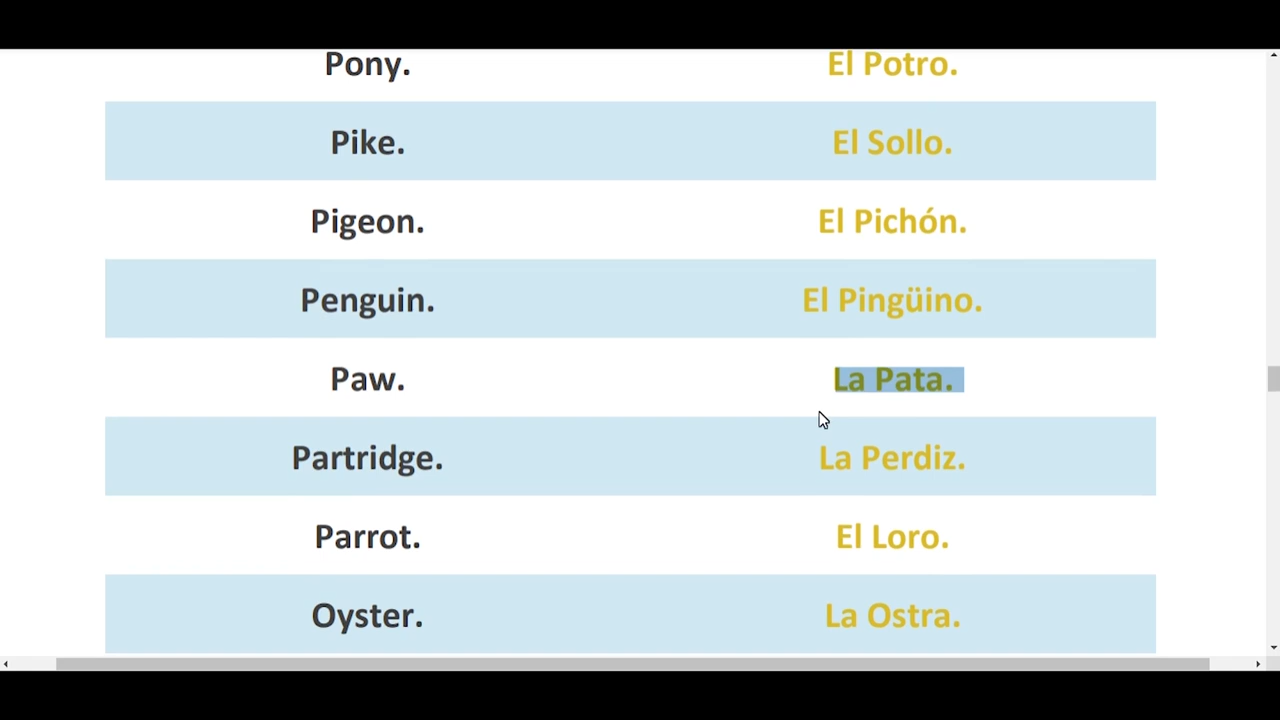 Pony. El Potro.
Pike. El Sollo.
Pigeon. El Pichón.
Penguin. El Pingüino.
Paw. La Pata.
Partridge. La Perdiz.
Parrot. El Loro.
Oyster. La Ostra.